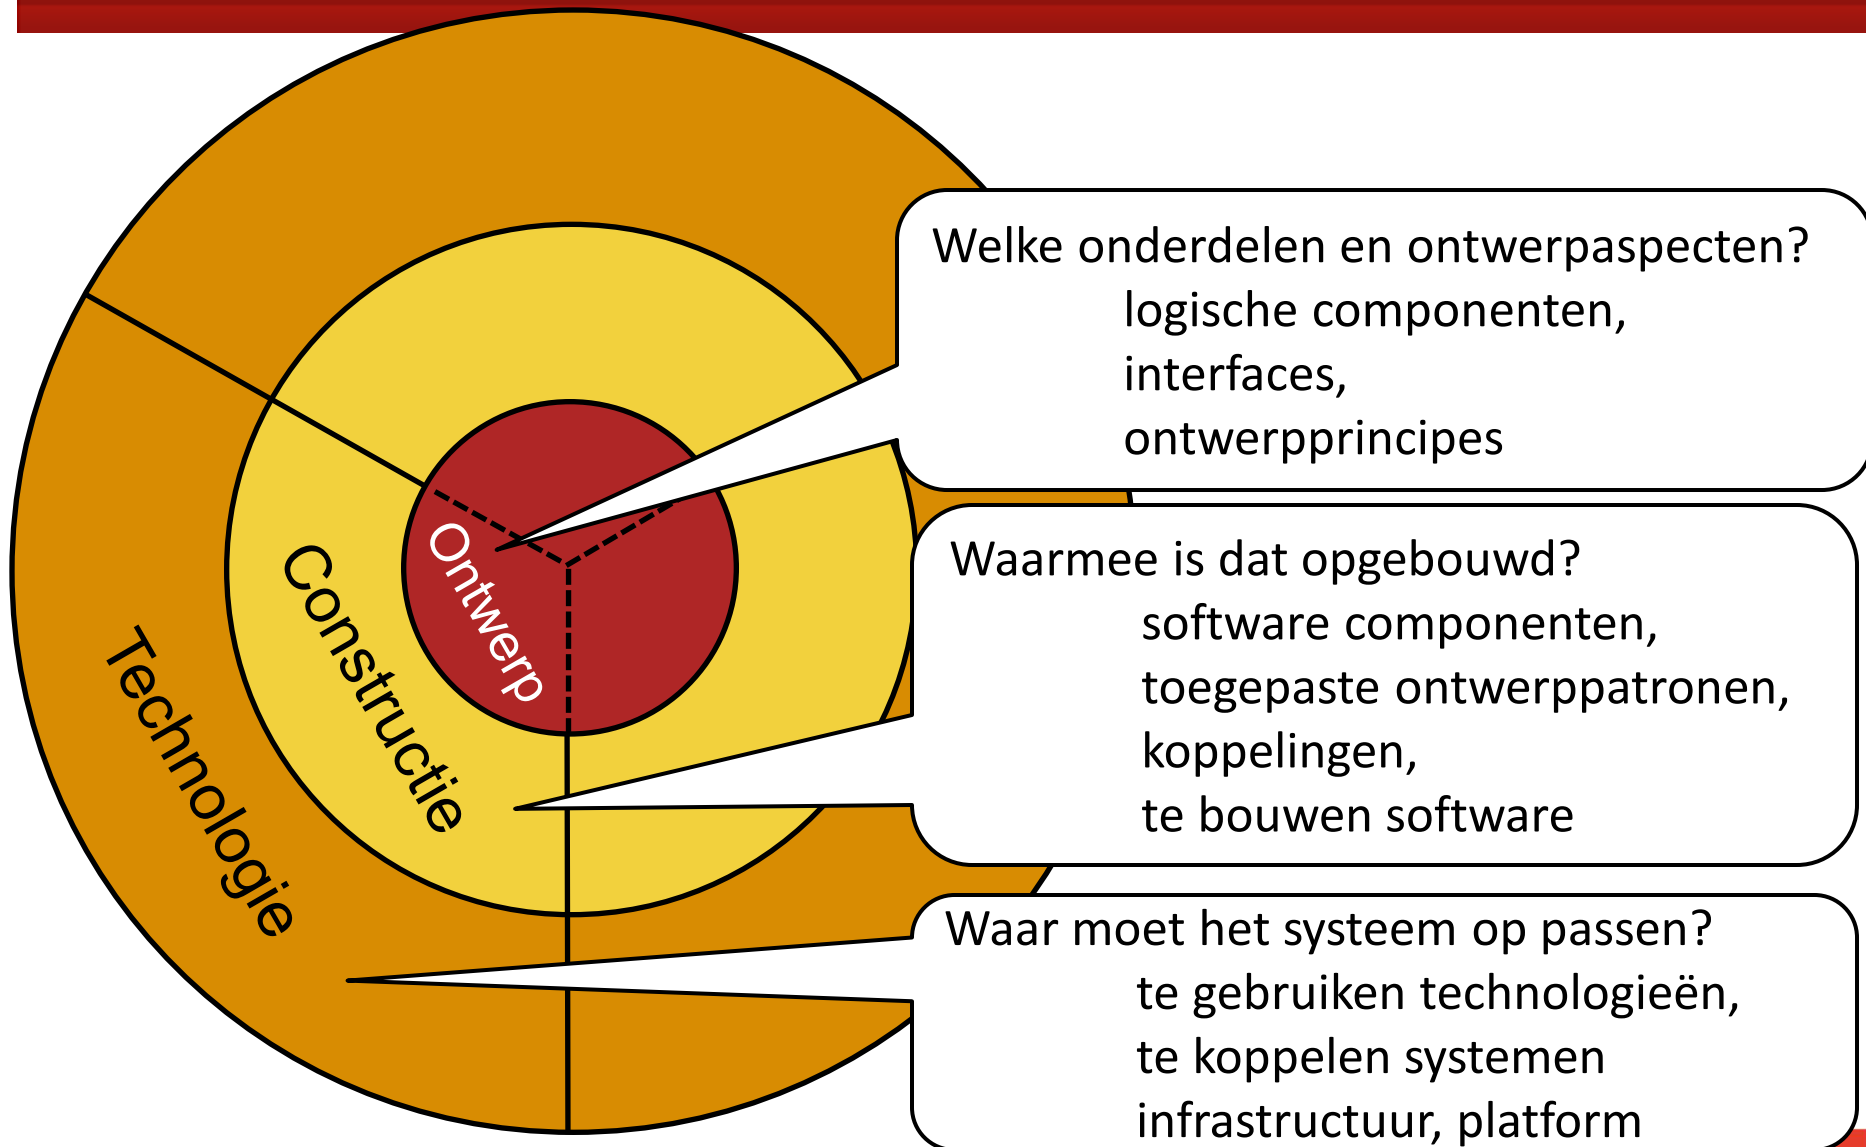 Welke onderdelen en ontwerpaspecten?
logische componenten,
interfaces,
ontwerpprincipes
Ontwerp
Constructie
Technologie
Waarmee is dat opgebouwd?
software componenten,
toegepaste ontwerppatronen,
koppelingen,
te bouwen software
Waar moet het systeem op passen?
te gebruiken technologieën,
te koppelen systemen
infrastructuur, platform